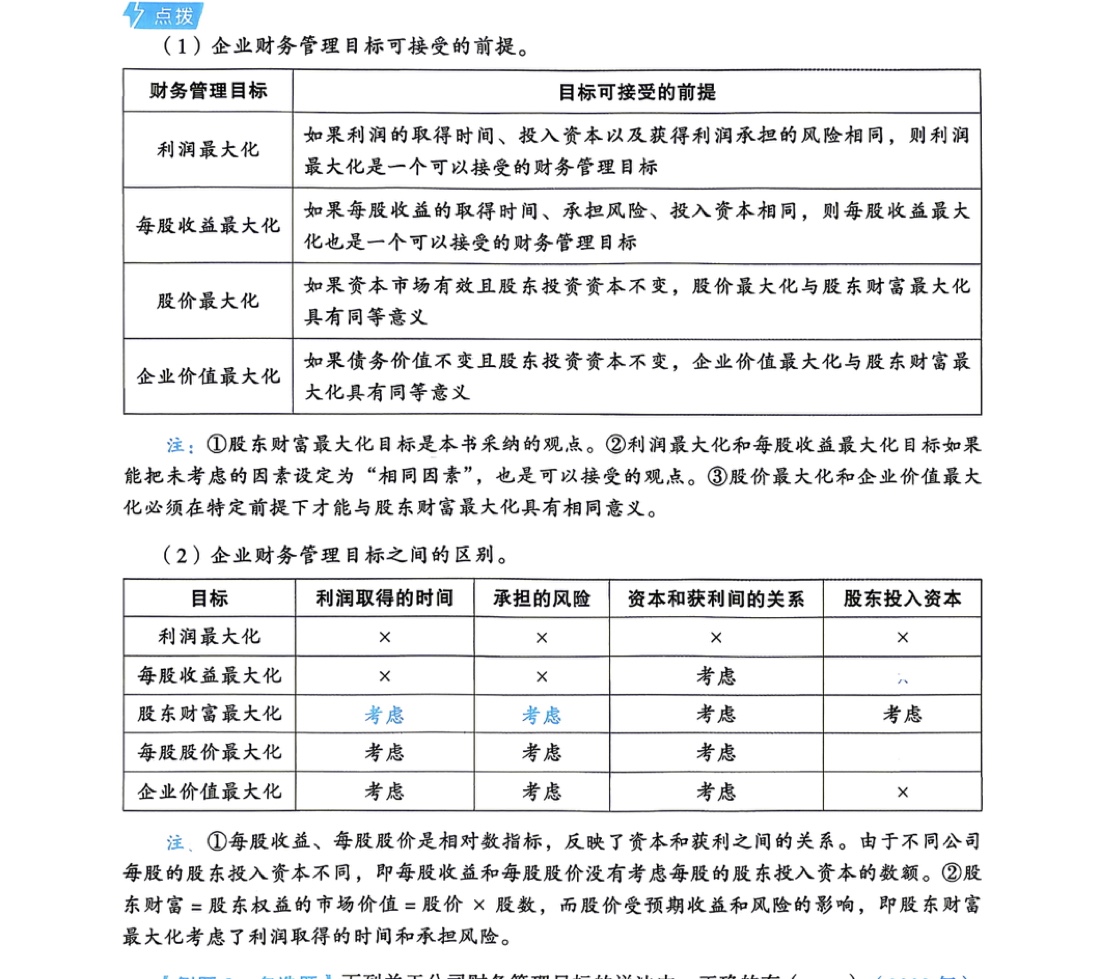 点拨
（1）企业财务管理目标可接受的前提。
财务管理目标 目标可接受的前提
利润最大化 如果利润的取得时间、投入资本以及获得利润承担的风险相同，则利润
最大化是一个可以接受的财务管理目标
每股收益最大化 如果每股收益的取得时间、承担风险、投入资本相同，则每股收益最大
化也是一个可以接受的财务管理目标
股价最大化 如果资本市场有效且股东投资资本不变，股价最大化与股东财富最大化
具有同等意义
企业价值最大化 如果债务价值不变且股东投资资本不变，企业价值最大化与股东财富最
大化具有同等意义
注：①股东财富最大化目标是本书采纳的观点。②利润最大化和每股收益最大化目标如果
能把未考虑的因素设定为“相同因素”，也是可以接受的观点。③股价最大化和企业价值最大
化必须在特定前提下才能与股东财富最大化具有相同意义。
（2）企业财务管理目标之间的区别。
目标 利润取得的时间 承担的风险 资本和获利间的关系 股东投入资本
利润最大化 × × × ×
每股收益最大化 × × 考虑
股东财富最大化 考虑 考虑 考虑 考虑
每股股价最大化 考虑 考虑 考虑
企业价值最大化 考虑 考虑 考虑 ×
注 ①每股收益、每股股价是相对数指标，反映了资本和获利之间的关系。由于不同公司
每股的股东投入资本不同，即每股收益和每股股价没有考虑每股的股东投入资本的数额。②股
东财富 = 股东权益的市场价值 = 股价 × 股数，而股价受预期收益和风险的影响，即股东财富
最大化考虑了利润取得的时间和承担风险。